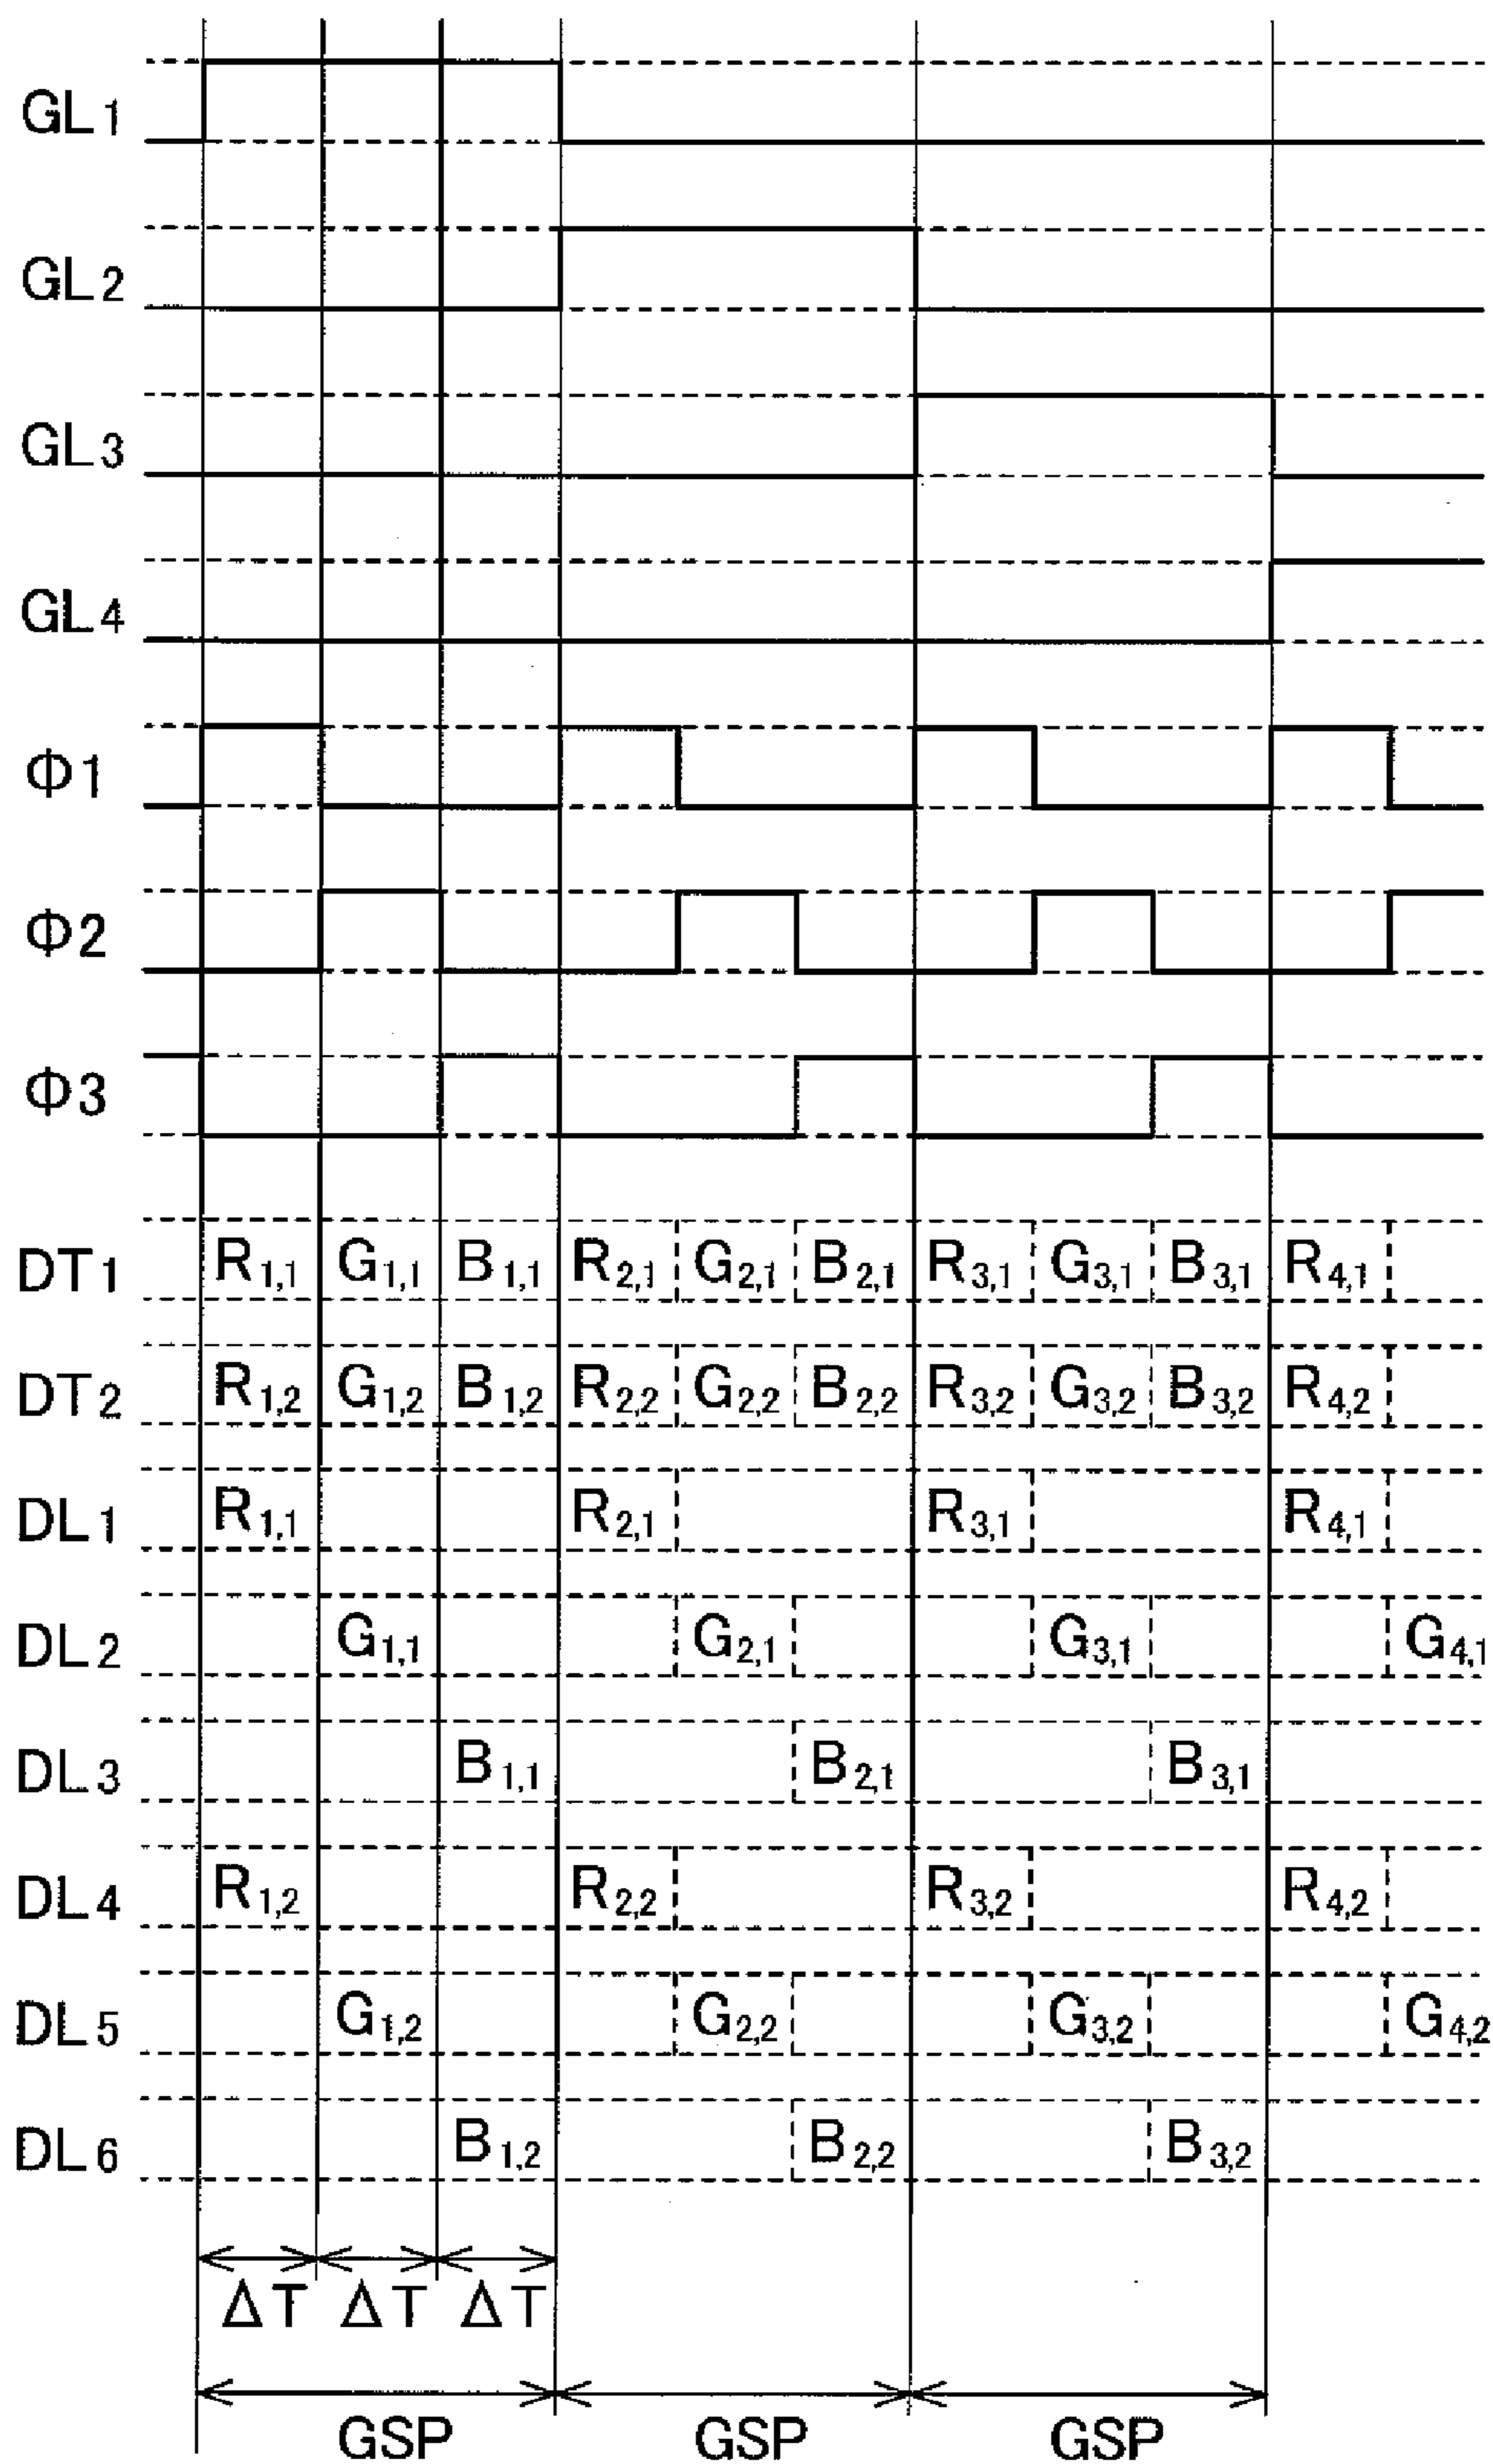 GL1
GL2
GL3
GL4
Φ1
Φ2
Φ3
DT1 R1,1 G1,1 B1,1 R2,1 G2,1 B2,1 R3,1 G3,1 B3,1 R4,1
DT2 R1,2 G1,2 B1,2 R2,2 G2,2 B2,2 R3,2 G3,2 B3,2 R4,2
DL1 R1,1 R2,1 R3,1 R4,1
DL2 G1,1 G2,1 G3,1 G4,1
DL3 B1,1 B2,1 B3,1
DL4 R1,2 R2,2 R3,2 R4,2
DL5 G1,2 G2,2 G3,2 G4,2
DL6 B1,2 B2,2 B3,2
ΔT ΔT ΔT
GSP GSP GSP